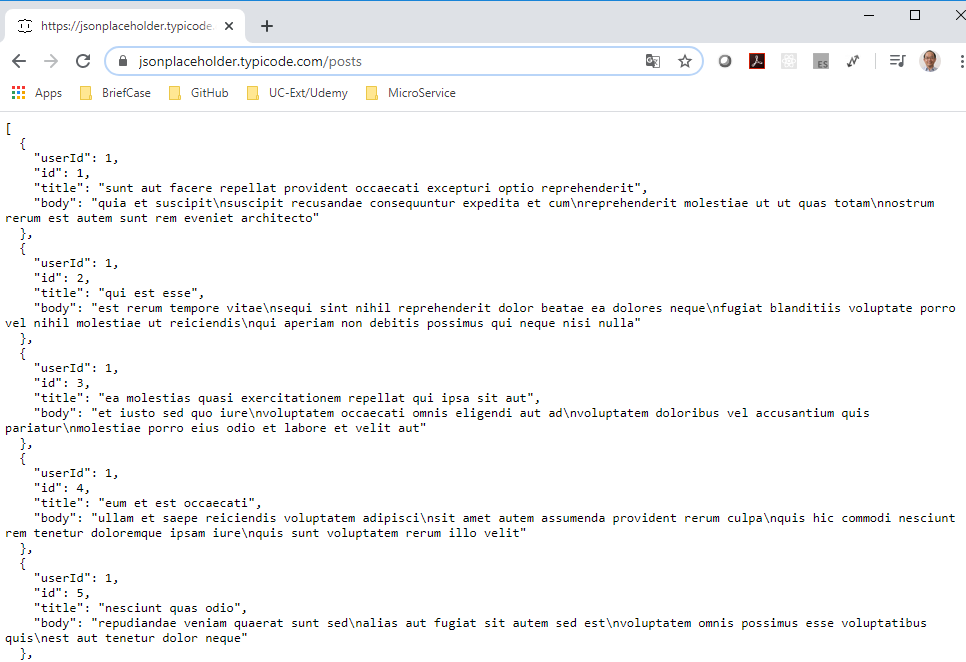 https://jsonplaceholder.typicode.
jsonplaceholder.typicode.com/posts
ES
Apps BriefCase GitHub UC-Ext/Udemy MicroService
[
  {
    "userId": 1,
    "id": 1,
    "title": "sunt aut facere repellat provident occaecati excepturi optio reprehenderit",
    "body": "quia et suscipit\nsuscipit recusandae consequuntur expedita et cum\nreprehenderit molestiae ut ut quas totam\nnostrum
rerum est autem sunt rem eveniet architecto"
  },
  {
    "userId": 1,
    "id": 2,
    "title": "qui est esse",
    "body": "est rerum tempore vitae\nsequi sint nihil reprehenderit dolor beatae ea dolores neque\nfugiat blanditiis voluptate porro
vel nihil molestiae ut reiciendis\nqui aperiam non debitis possimus qui neque nisi nulla"
  },
  {
    "userId": 1,
    "id": 3,
    "title": "ea molestias quasi exercitationem repellat qui ipsa sit aut",
    "body": "et iusto sed quo iure\nvoluptatem occaecati omnis eligendi aut ad\nvoluptatem doloribus vel accusantium quis
pariatur\nmolestiae porro eius odio et labore et velit aut"
  },
  {
    "userId": 1,
    "id": 4,
    "title": "eum et est occaecati",
    "body": "ullam et saepe reiciendis voluptatem adipisci\nsit amet autem assumenda provident rerum culpa\nquis hic commodi nesciunt
rem tenetur doloremque ipsam iure\nquis sunt voluptatem rerum illo velit"
  },
  {
    "userId": 1,
    "id": 5,
    "title": "nesciunt quas odio",
    "body": "repudiandae veniam quaerat sunt sed\nalias aut fugiat sit autem sed est\nvoluptatem omnis possimus esse voluptatibus
quis\nest aut tenetur dolor neque"
  },